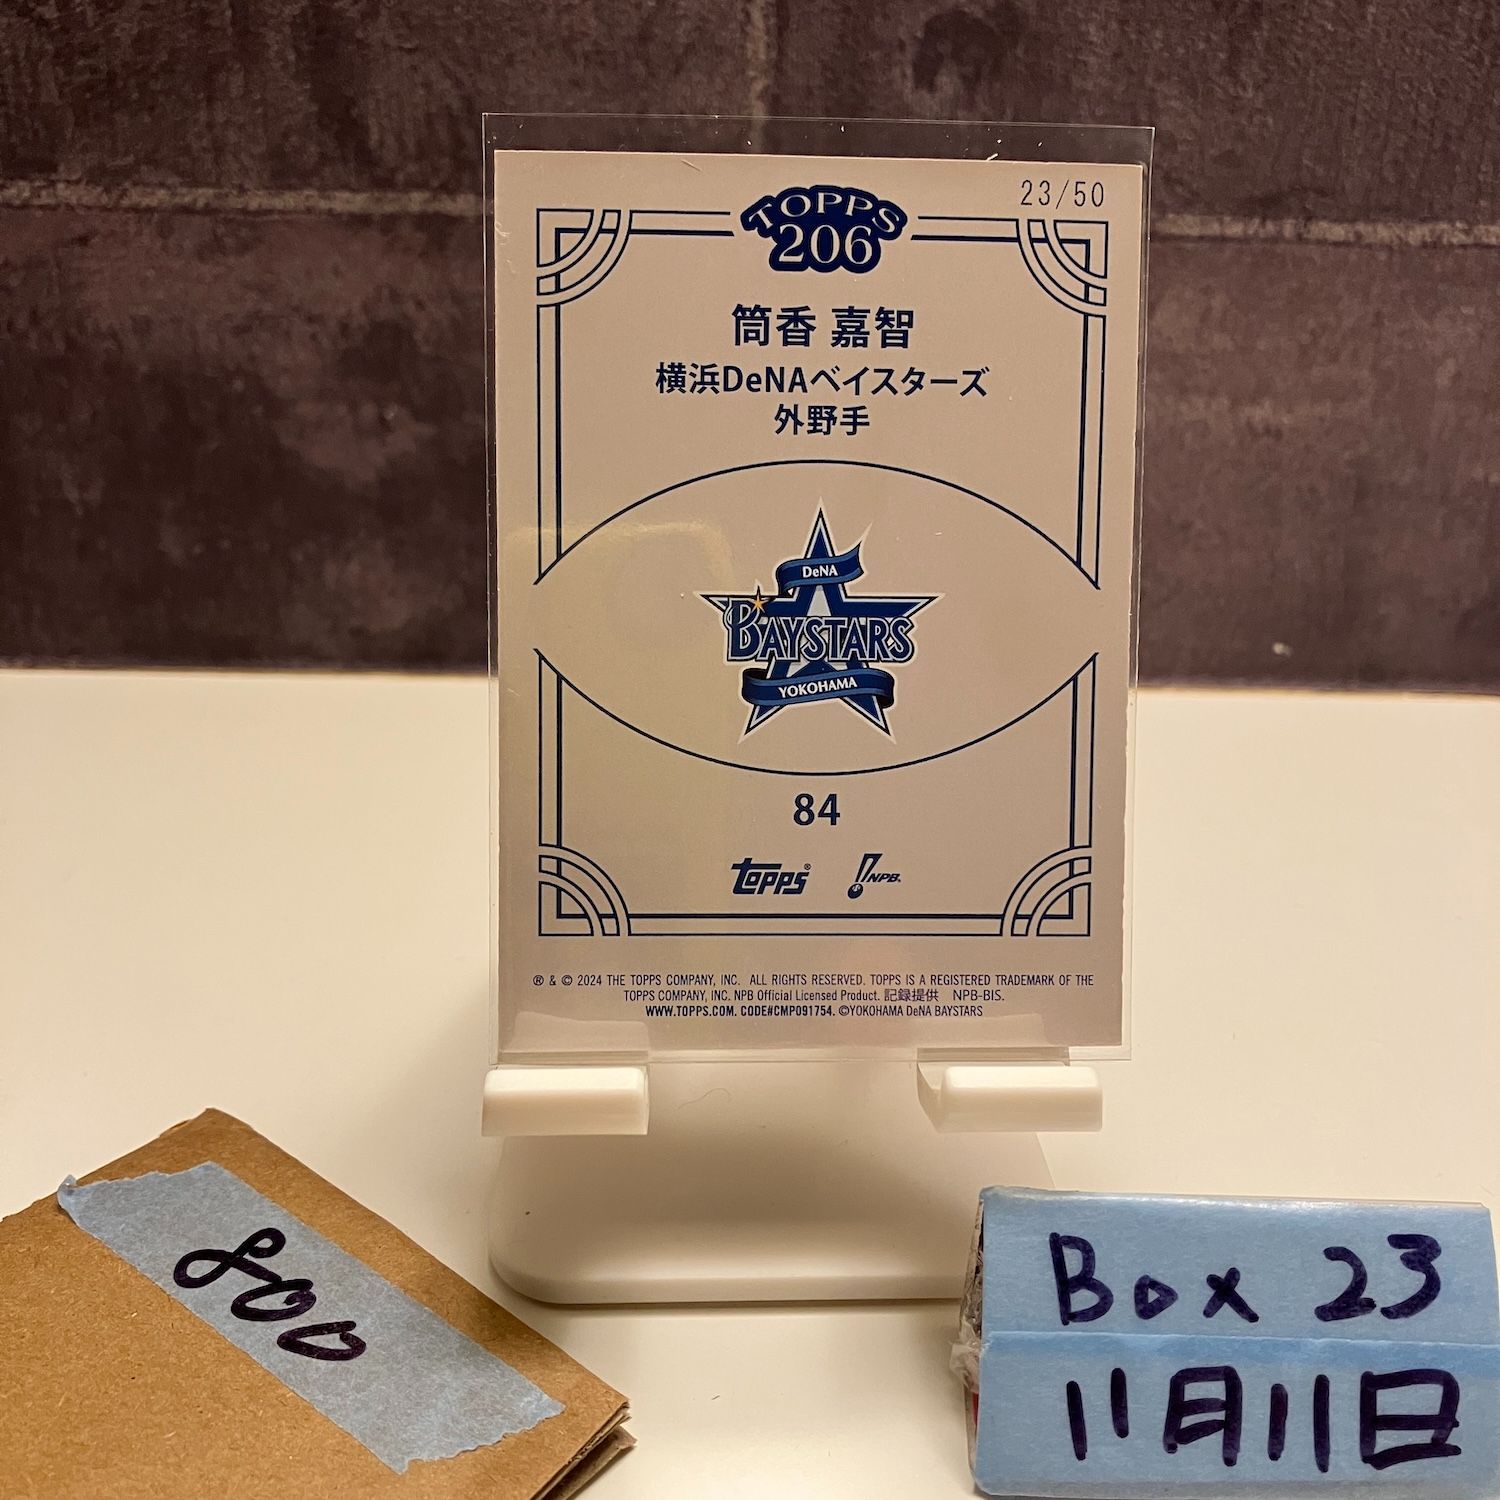 23/50
TOPPS
206
筒香 嘉智
横浜DeNAベイスターズ
外野手
DeNA
BAYSTARS
YOKOHAMA
84
topps® NPB.
® & © 2024 THE TOPPS COMPANY, INC. ALL RIGHTS RESERVED. TOPPS IS A REGISTERED TRADEMARK OF THE
TOPPS COMPANY, INC. NPB Official Licensed Product. 記録提供 NPB-BIS.
WWW.TOPPS.COM. CODE#CMP091754. ©YOKOHAMA DeNA BAYSTARS
800
Box 23
11月11日